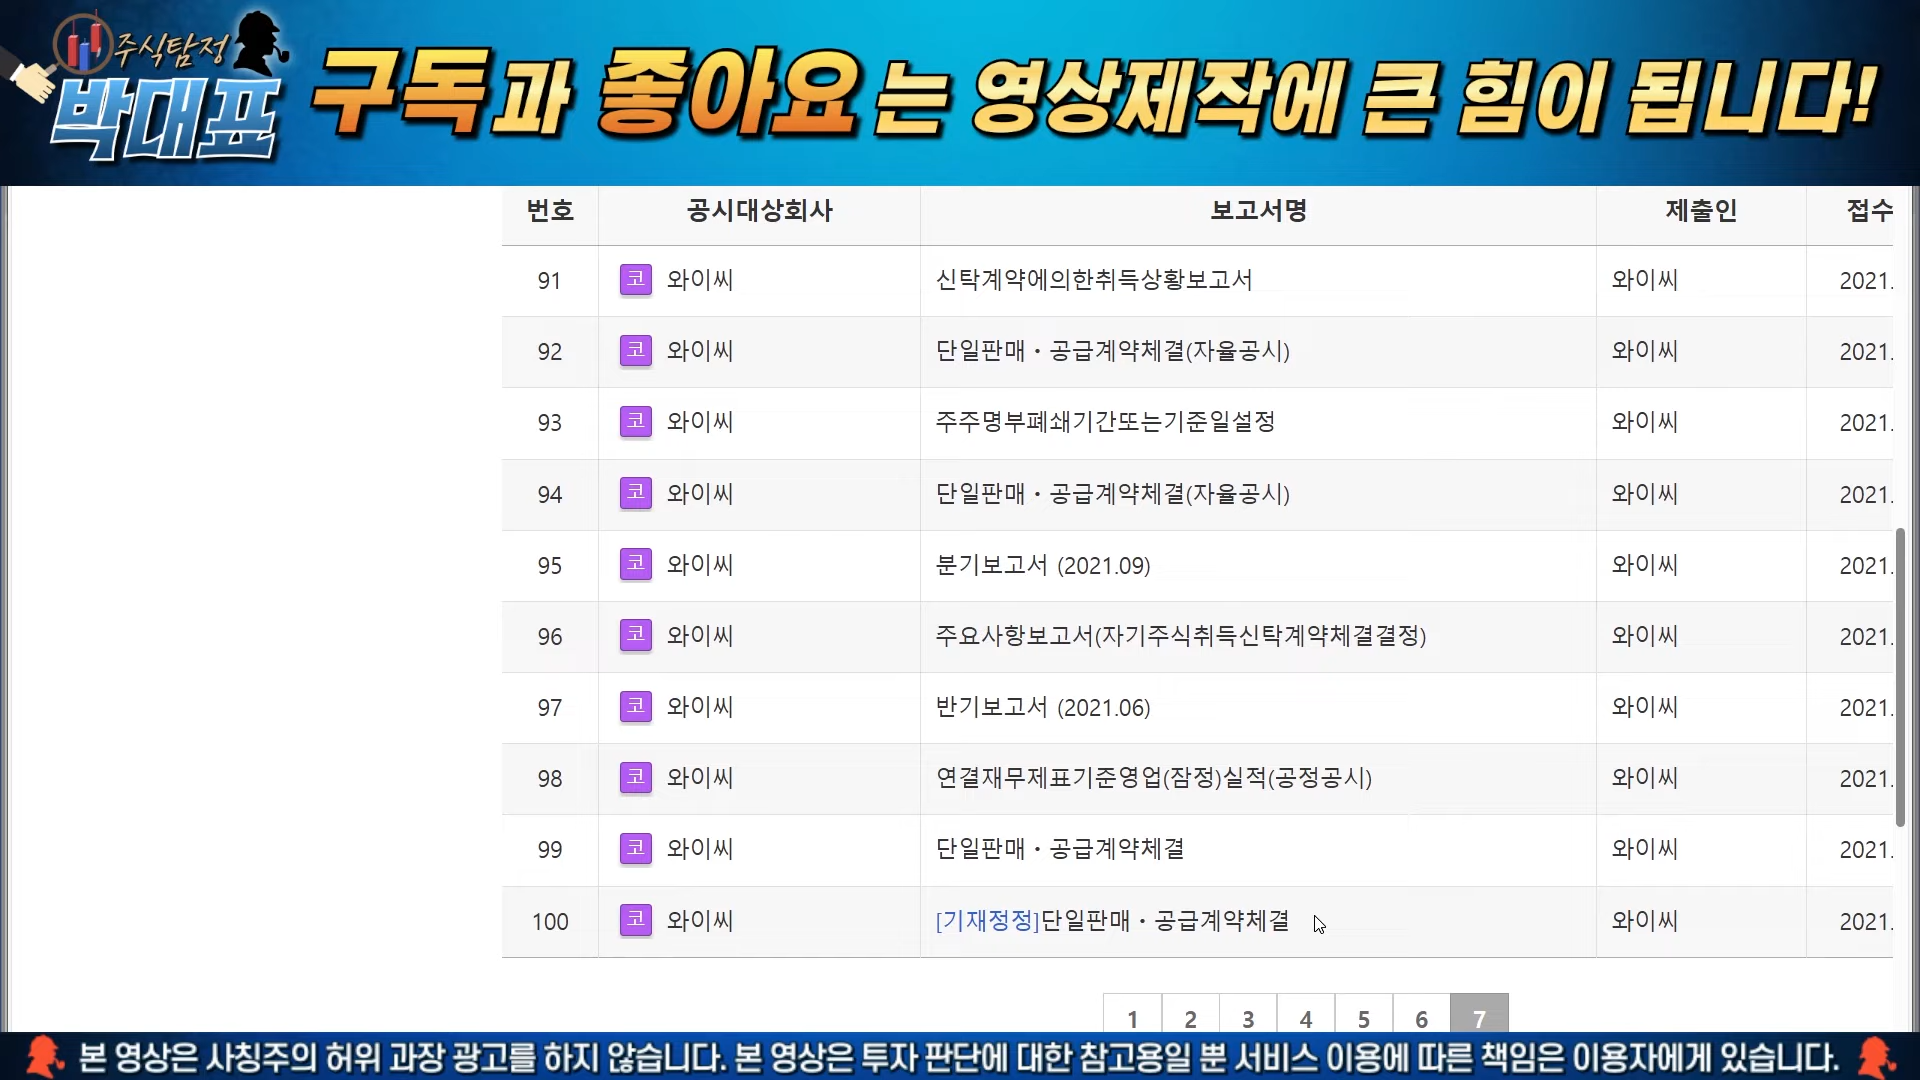 주식탐정
박대표
구독과 좋아요는 영상제작에 큰 힘이 됩니다!
번호 공시대상회사 보고서명 제출인 접수
91 코 와이씨 신탁계약에의한취득상황보고서 와이씨 2021.
92 코 와이씨 단일판매・공급계약체결(자율공시) 와이씨 2021.
93 코 와이씨 주주명부폐쇄기간또는기준일설정 와이씨 2021.
94 코 와이씨 단일판매・공급계약체결(자율공시) 와이씨 2021.
95 코 와이씨 분기보고서 (2021.09) 와이씨 2021.
96 코 와이씨 주요사항보고서(자기주식취득신탁계약체결결정) 와이씨 2021.
97 코 와이씨 반기보고서 (2021.06) 와이씨 2021.
98 코 와이씨 연결재무제표기준영업(잠정)실적(공정공시) 와이씨 2021.
99 코 와이씨 단일판매・공급계약체결 와이씨 2021.
100 코 와이씨 [기재정정]단일판매・공급계약체결 와이씨 2021.
1 2 3 4 5 6 7
본 영상은 사칭주의 허위 과장 광고를 하지 않습니다. 본 영상은 투자 판단에 대한 참고용일 뿐 서비스 이용에 따른 책임은 이용자에게 있습니다.